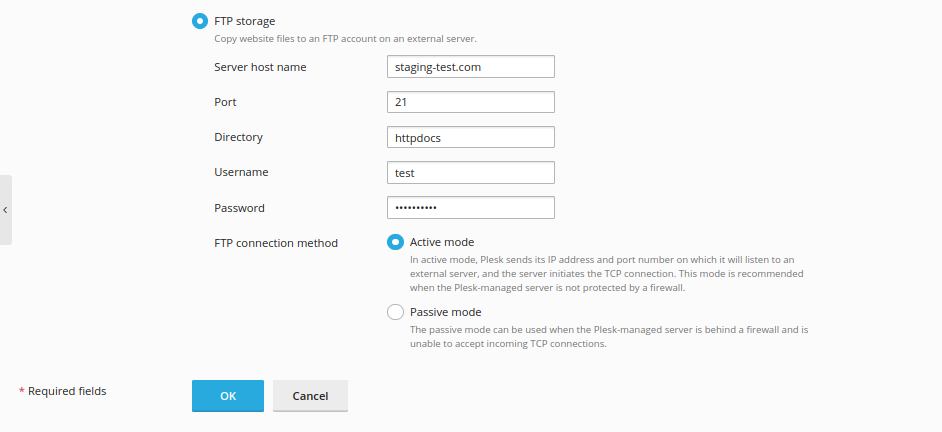 FTP storage
Copy website files to an FTP account on an external server.
Server host name staging-test.com
Port 21
Directory httpdocs
Username test
Password ••••••••••
FTP connection method Active mode
In active mode, Plesk sends its IP address and port number on which it will listen to an
external server, and the server initiates the TCP connection. This mode is recommended
when the Plesk-managed server is not protected by a firewall.
Passive mode
The passive mode can be used when the Plesk-managed server is behind a firewall and is
unable to accept incoming TCP connections.
* Required fields OK Cancel